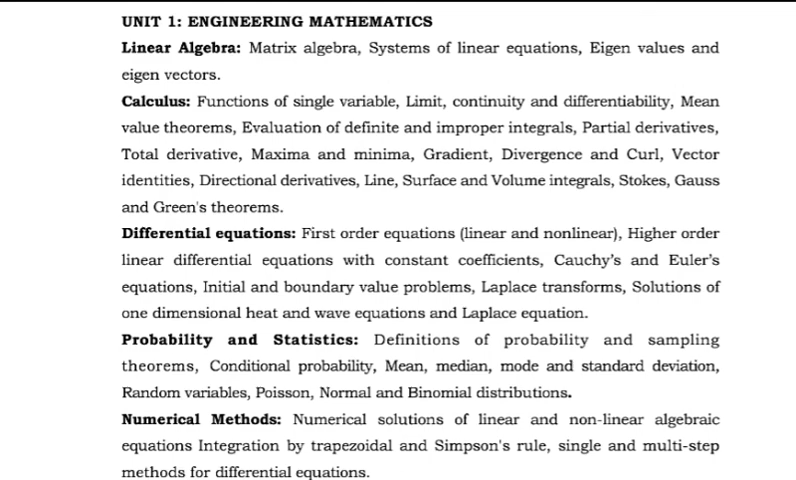 UNIT 1: ENGINEERING MATHEMATICS
Linear Algebra: Matrix algebra, Systems of linear equations, Eigen values and
eigen vectors.
Calculus: Functions of single variable, Limit, continuity and differentiability, Mean
value theorems, Evaluation of definite and improper integrals, Partial derivatives,
Total derivative, Maxima and minima, Gradient, Divergence and Curl, Vector
identities, Directional derivatives, Line, Surface and Volume integrals, Stokes, Gauss
and Green's theorems.
Differential equations: First order equations (linear and nonlinear), Higher order
linear differential equations with constant coefficients, Cauchy's and Euler's
equations, Initial and boundary value problems, Laplace transforms, Solutions of
one dimensional heat and wave equations and Laplace equation.
Probability and Statistics: Definitions of probability and sampling
theorems, Conditional probability, Mean, median, mode and standard deviation,
Random variables, Poisson, Normal and Binomial distributions.
Numerical Methods: Numerical solutions of linear and non-linear algebraic
equations Integration by trapezoidal and Simpson's rule, single and multi-step
methods for differential equations.